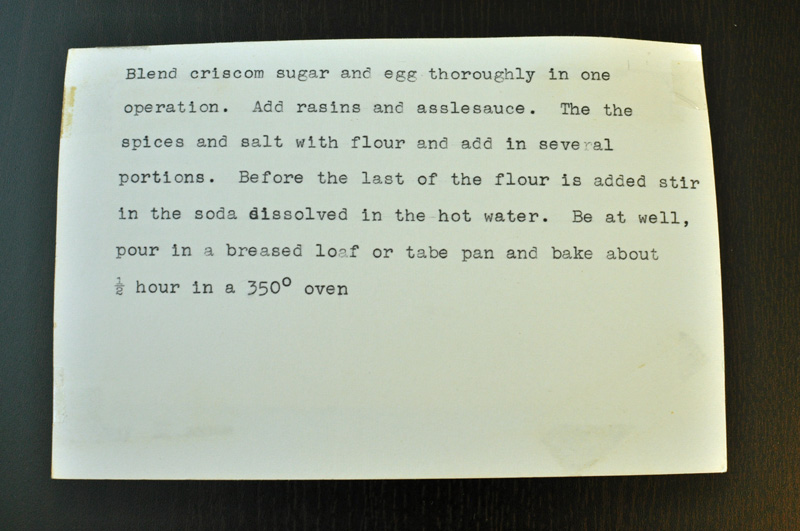 Blend criscom sugar and egg thoroughly in one
operation. Add rasins and asslesauce. The the
spices and salt with flour and add in several
portions. Before the last of the flour is added stir
in the soda dissolved in the hot water. Be at well,
pour in a breased loaf or tabe pan and bake about
½ hour in a 350º oven